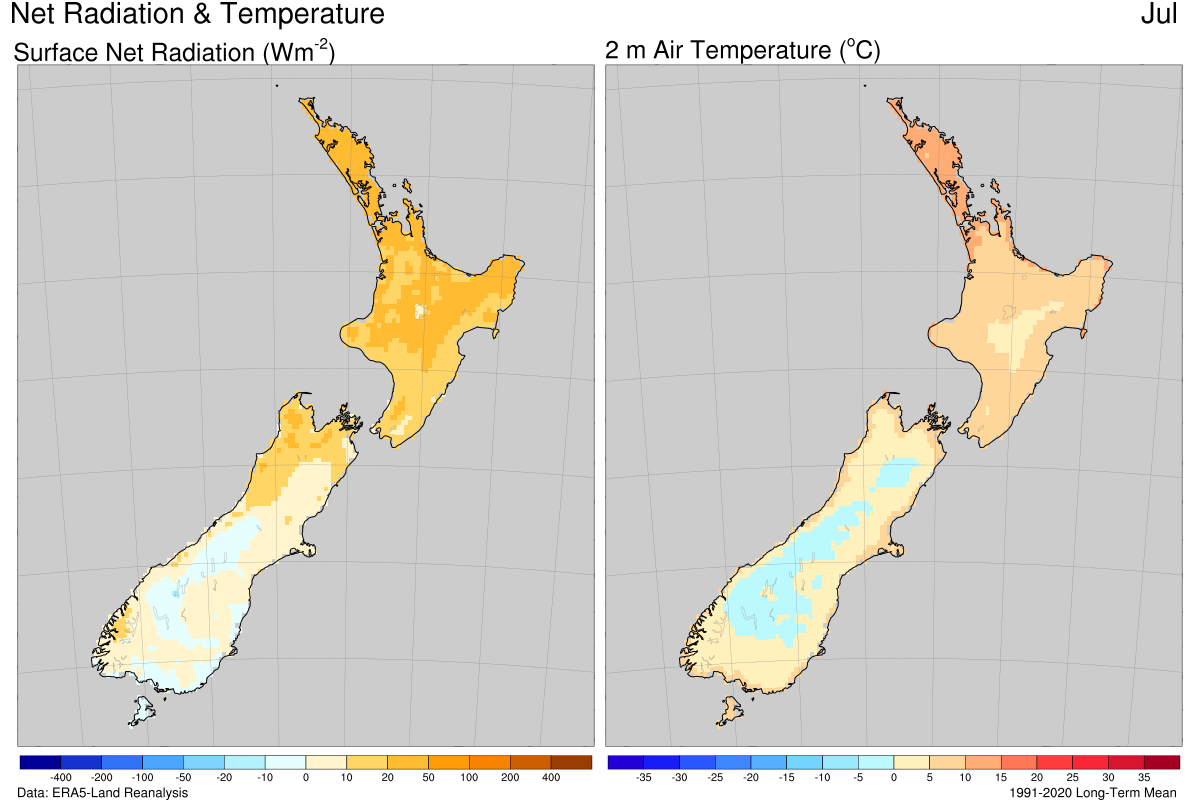 Net Radiation & Temperature Jul
Surface Net Radiation (Wm-2) 2 m Air Temperature (oC)
-400 -200 -100 -50 -20 -10 0 10 20 50 100 200 400 -35 -30 -25 -20 -15 -10 -5 0 5 10 15 20 25 30 35
Data: ERA5-Land Reanalysis 1991-2020 Long-Term Mean